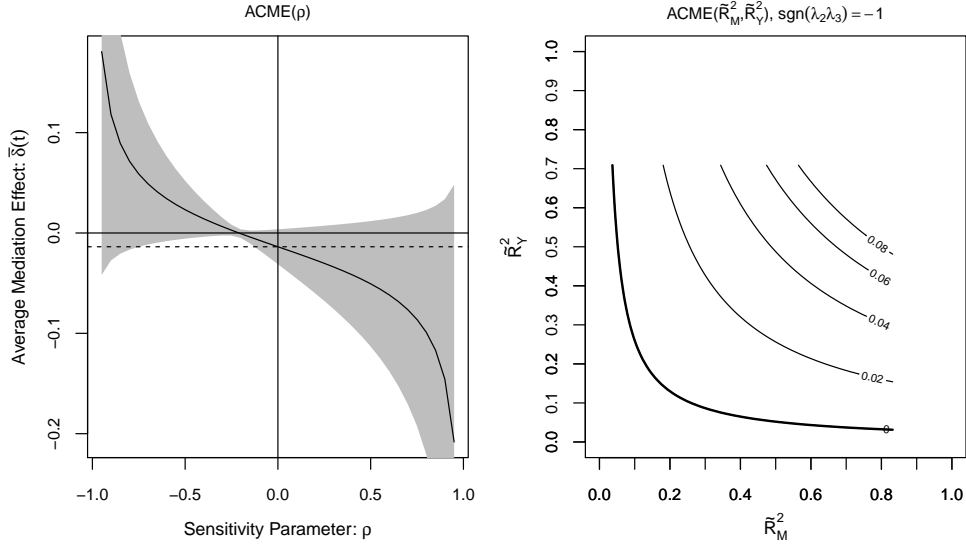 ACME(ρ)
Average Mediation Effect: δ̄(t)
0.1
0.0
−0.1
−0.2
−1.0 −0.5 0.0 0.5 1.0
Sensitivity Parameter: ρ
ACME(R̃²M,R̃²Y), sgn(λ₂λ₃) = −1
R̃²Y
1.0
0.9
0.8
0.7
0.6
0.5
0.4
0.3
0.2
0.1
0.0
0.08
0.06
0.04
0.02
0
0.0 0.2 0.4 0.6 0.8 1.0
R̃²M